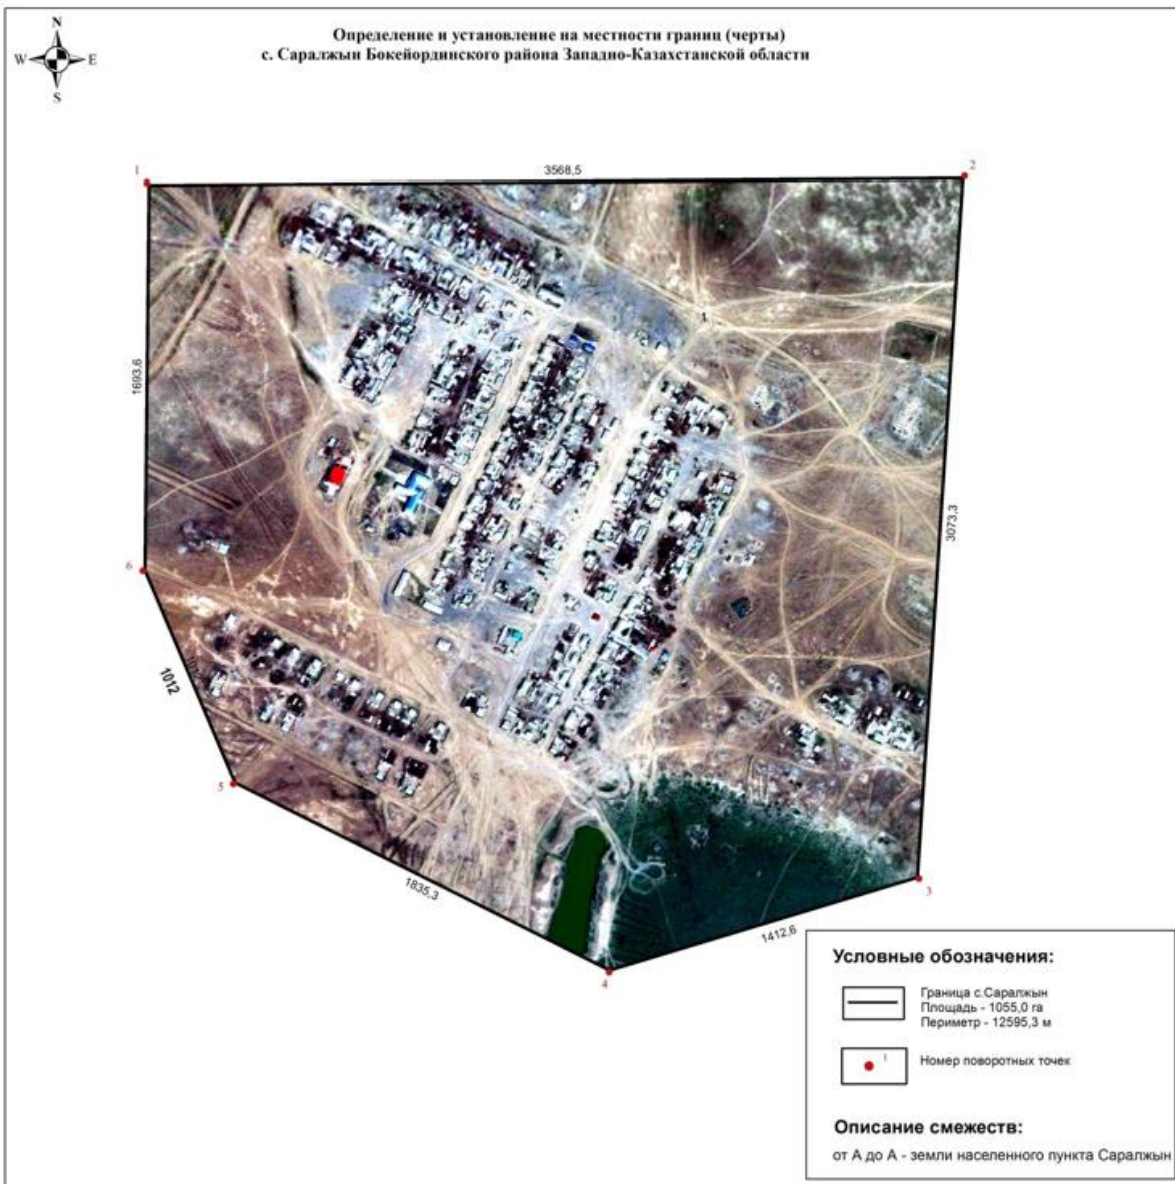 N
W E
S
Определение и установление на местности границ (черты)
с. Саралжын Бокейординского района Западно-Казахстанской области
1
3568,5
2
1
1693,6
3073,3
6
1012
5
1835,3
3
1412,6
4
Условные обозначения:
Граница с.Саралжын
Площадь - 1055,0 га
Периметр - 12595,3 м
1
Номер поворотных точек
Описание смежеств:
от А до А - земли населенного пункта Саралжын